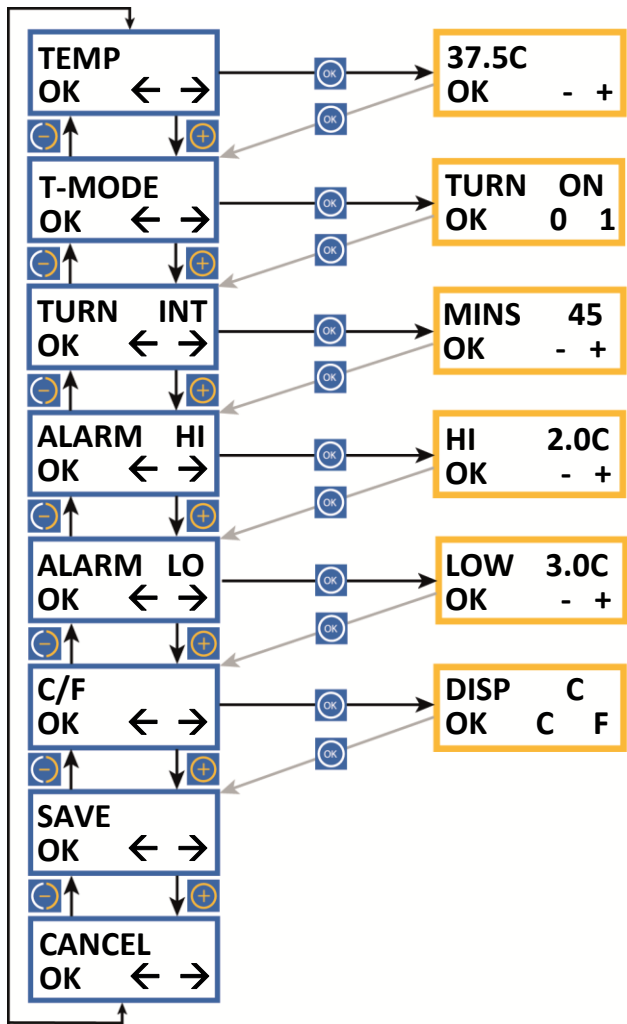 TEMP
OK ← →
OK
37.5C
OK - +
OK
- +
T-MODE
OK ← →
OK
TURN ON
OK 0 1
OK
- +
TURN INT
OK ← →
OK
MINS 45
OK - +
OK
- +
ALARM HI
OK ← →
OK
HI 2.0C
OK - +
OK
- +
ALARM LO
OK ← →
OK
LOW 3.0C
OK - +
OK
- +
C/F
OK ← →
OK
DISP C
OK C F
OK
- +
SAVE
OK ← →
- +
CANCEL
OK ← →